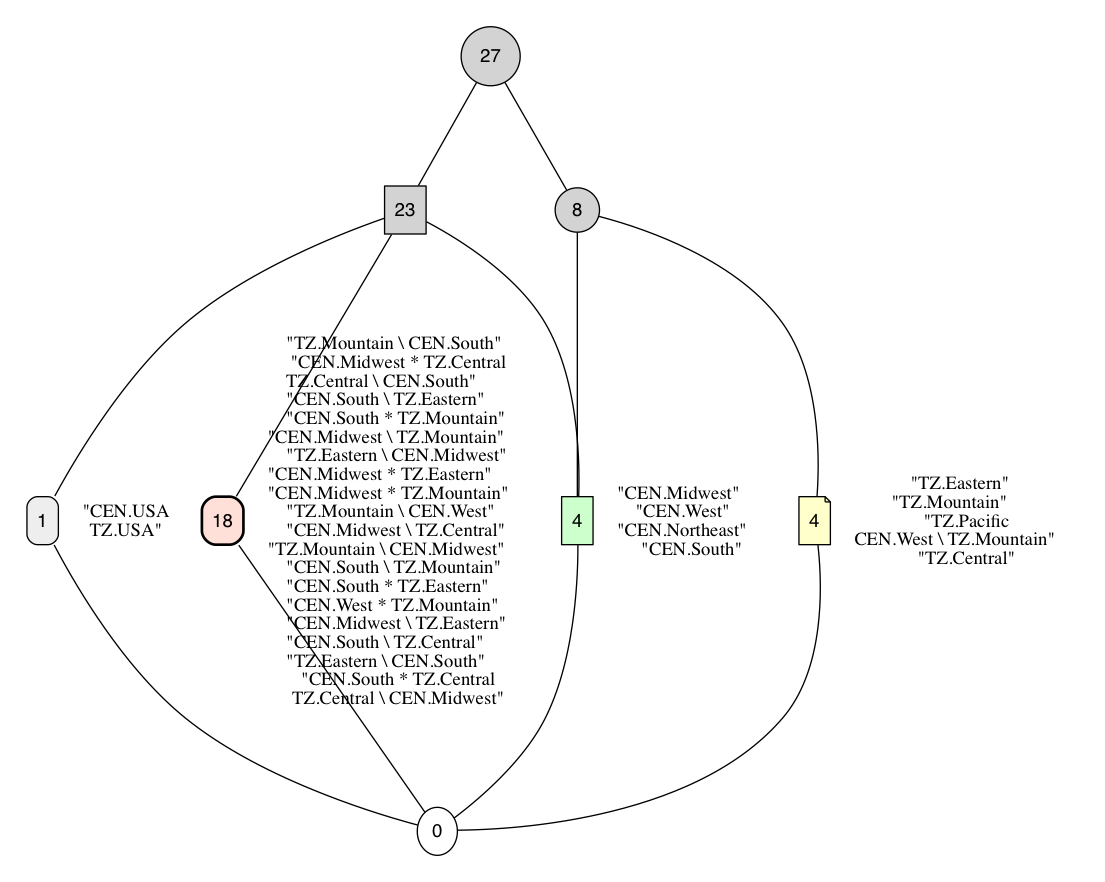 27
23
8
"TZ.Mountain \ CEN.South"
"CEN.Midwest * TZ.Central
TZ.Central \ CEN.South"
"CEN.South \ TZ.Eastern"
"CEN.South * TZ.Mountain"
"CEN.Midwest \ TZ.Mountain"
"TZ.Eastern \ CEN.Midwest"
"CEN.Midwest * TZ.Eastern"
"CEN.Midwest * TZ.Mountain"
"TZ.Mountain \ CEN.West"
"CEN.Midwest \ TZ.Central"
"TZ.Mountain \ CEN.Midwest"
"CEN.South \ TZ.Mountain"
"CEN.South * TZ.Eastern"
"CEN.West * TZ.Mountain"
"CEN.Midwest \ TZ.Eastern"
"CEN.South \ TZ.Central"
"TZ.Eastern \ CEN.South"
"CEN.South * TZ.Central
TZ.Central \ CEN.Midwest"
1
"CEN.USA
TZ.USA"
18
4
"CEN.Midwest"
"CEN.West"
"CEN.Northeast"
"CEN.South"
4
"TZ.Eastern"
"TZ.Mountain"
"TZ.Pacific
CEN.West \ TZ.Mountain"
"TZ.Central"
0